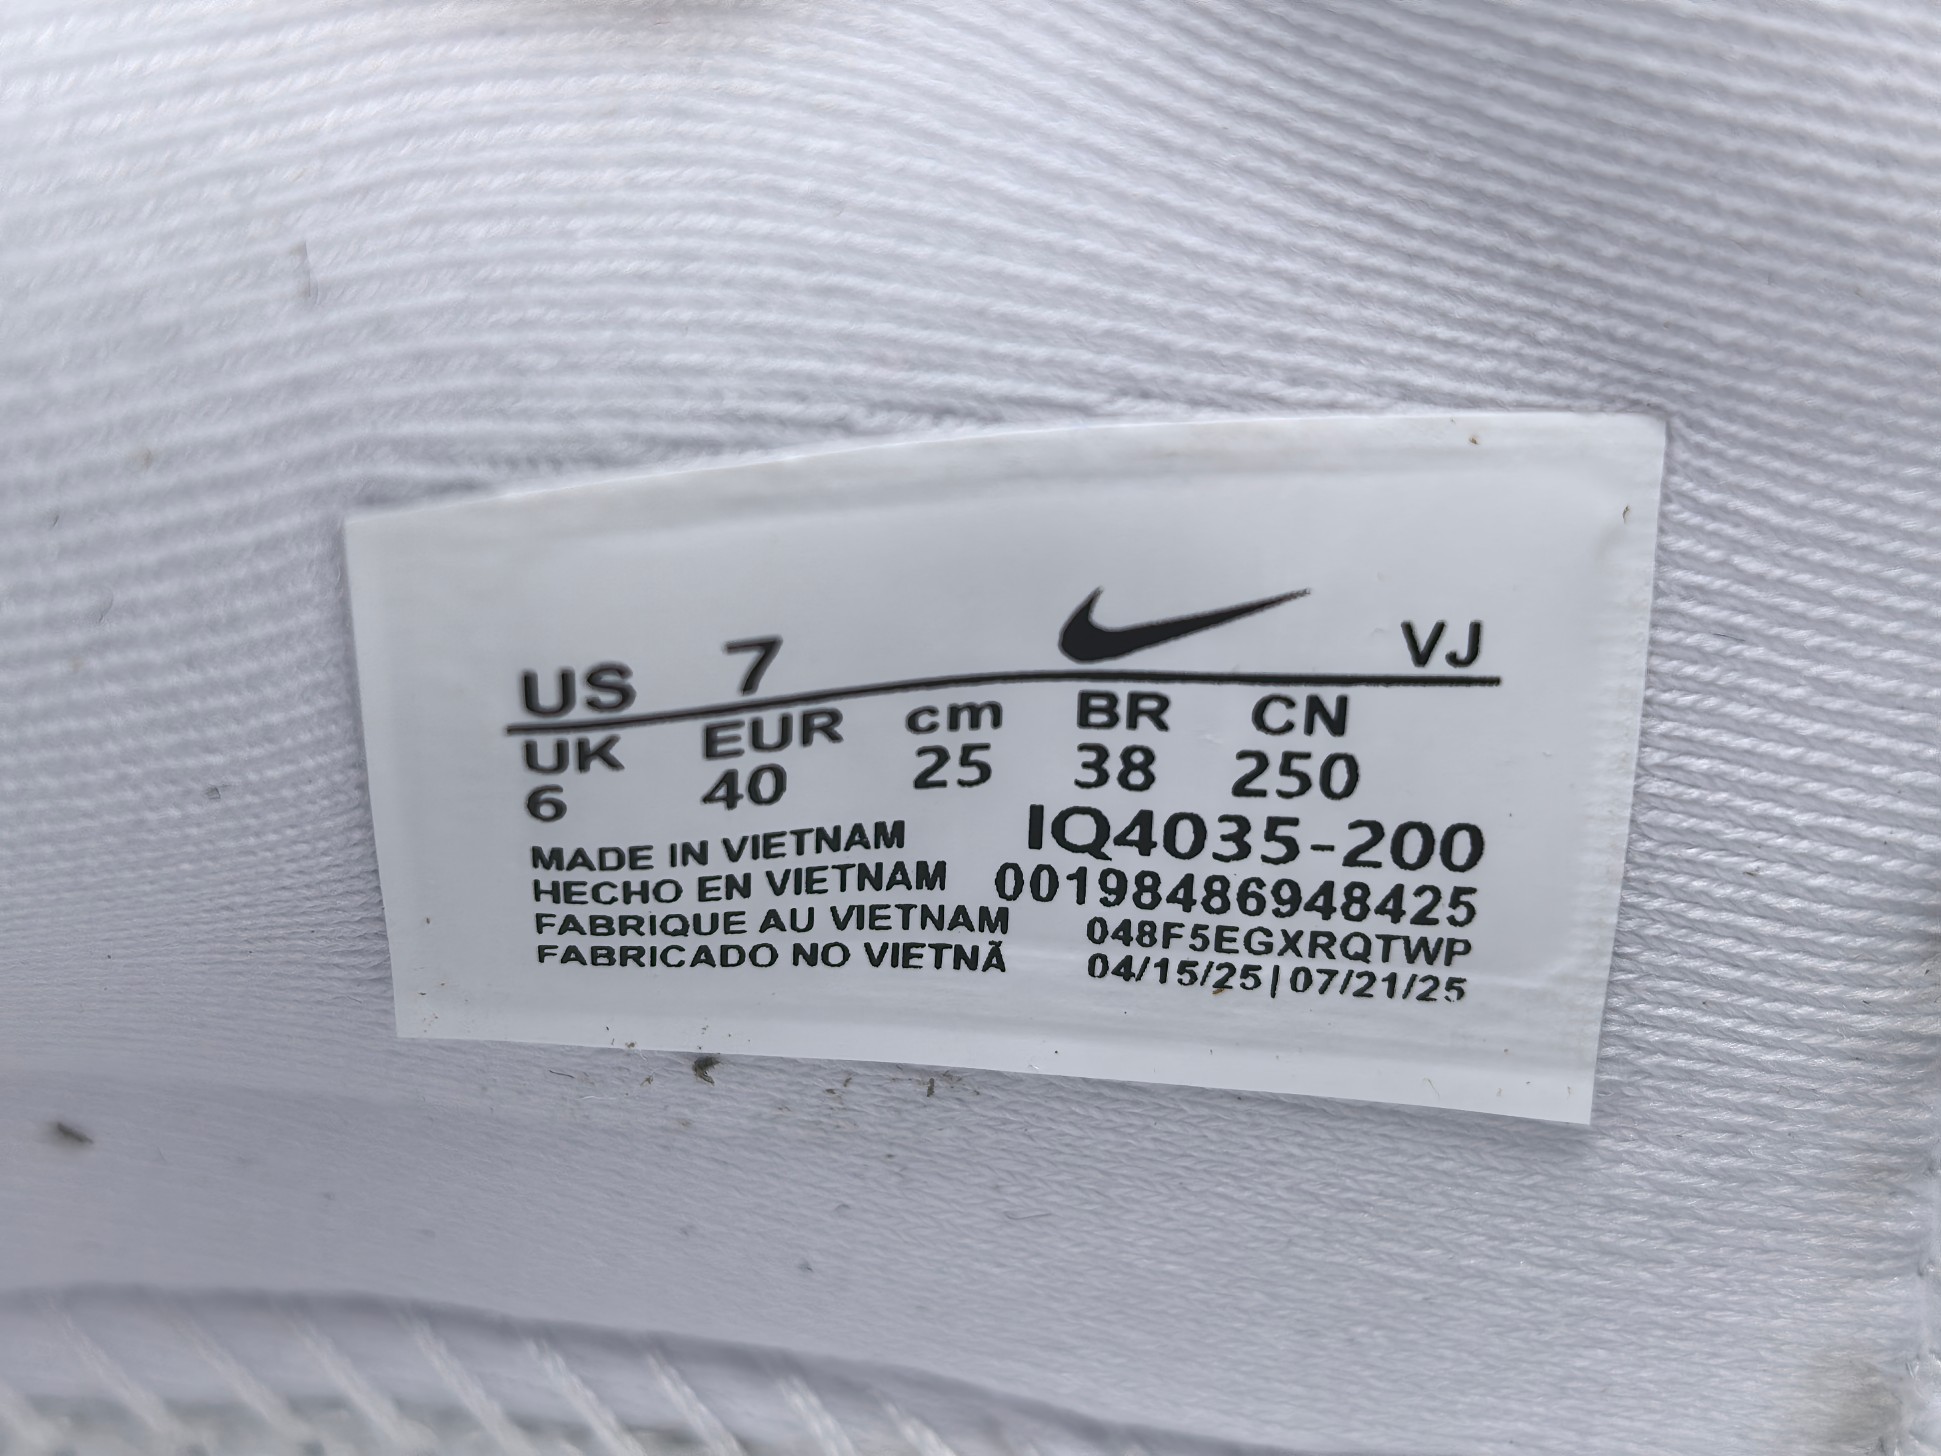 US 7 VJ
UK EUR cm BR CN
6 40 25 38 250
IQ4035-200
MADE IN VIETNAM
HECHO EN VIETNAM
FABRIQUE AU VIETNAM
FABRICADO NO VIETNÃ
00198486948425
048F5EGXRQTWP
04/15/25|07/21/25